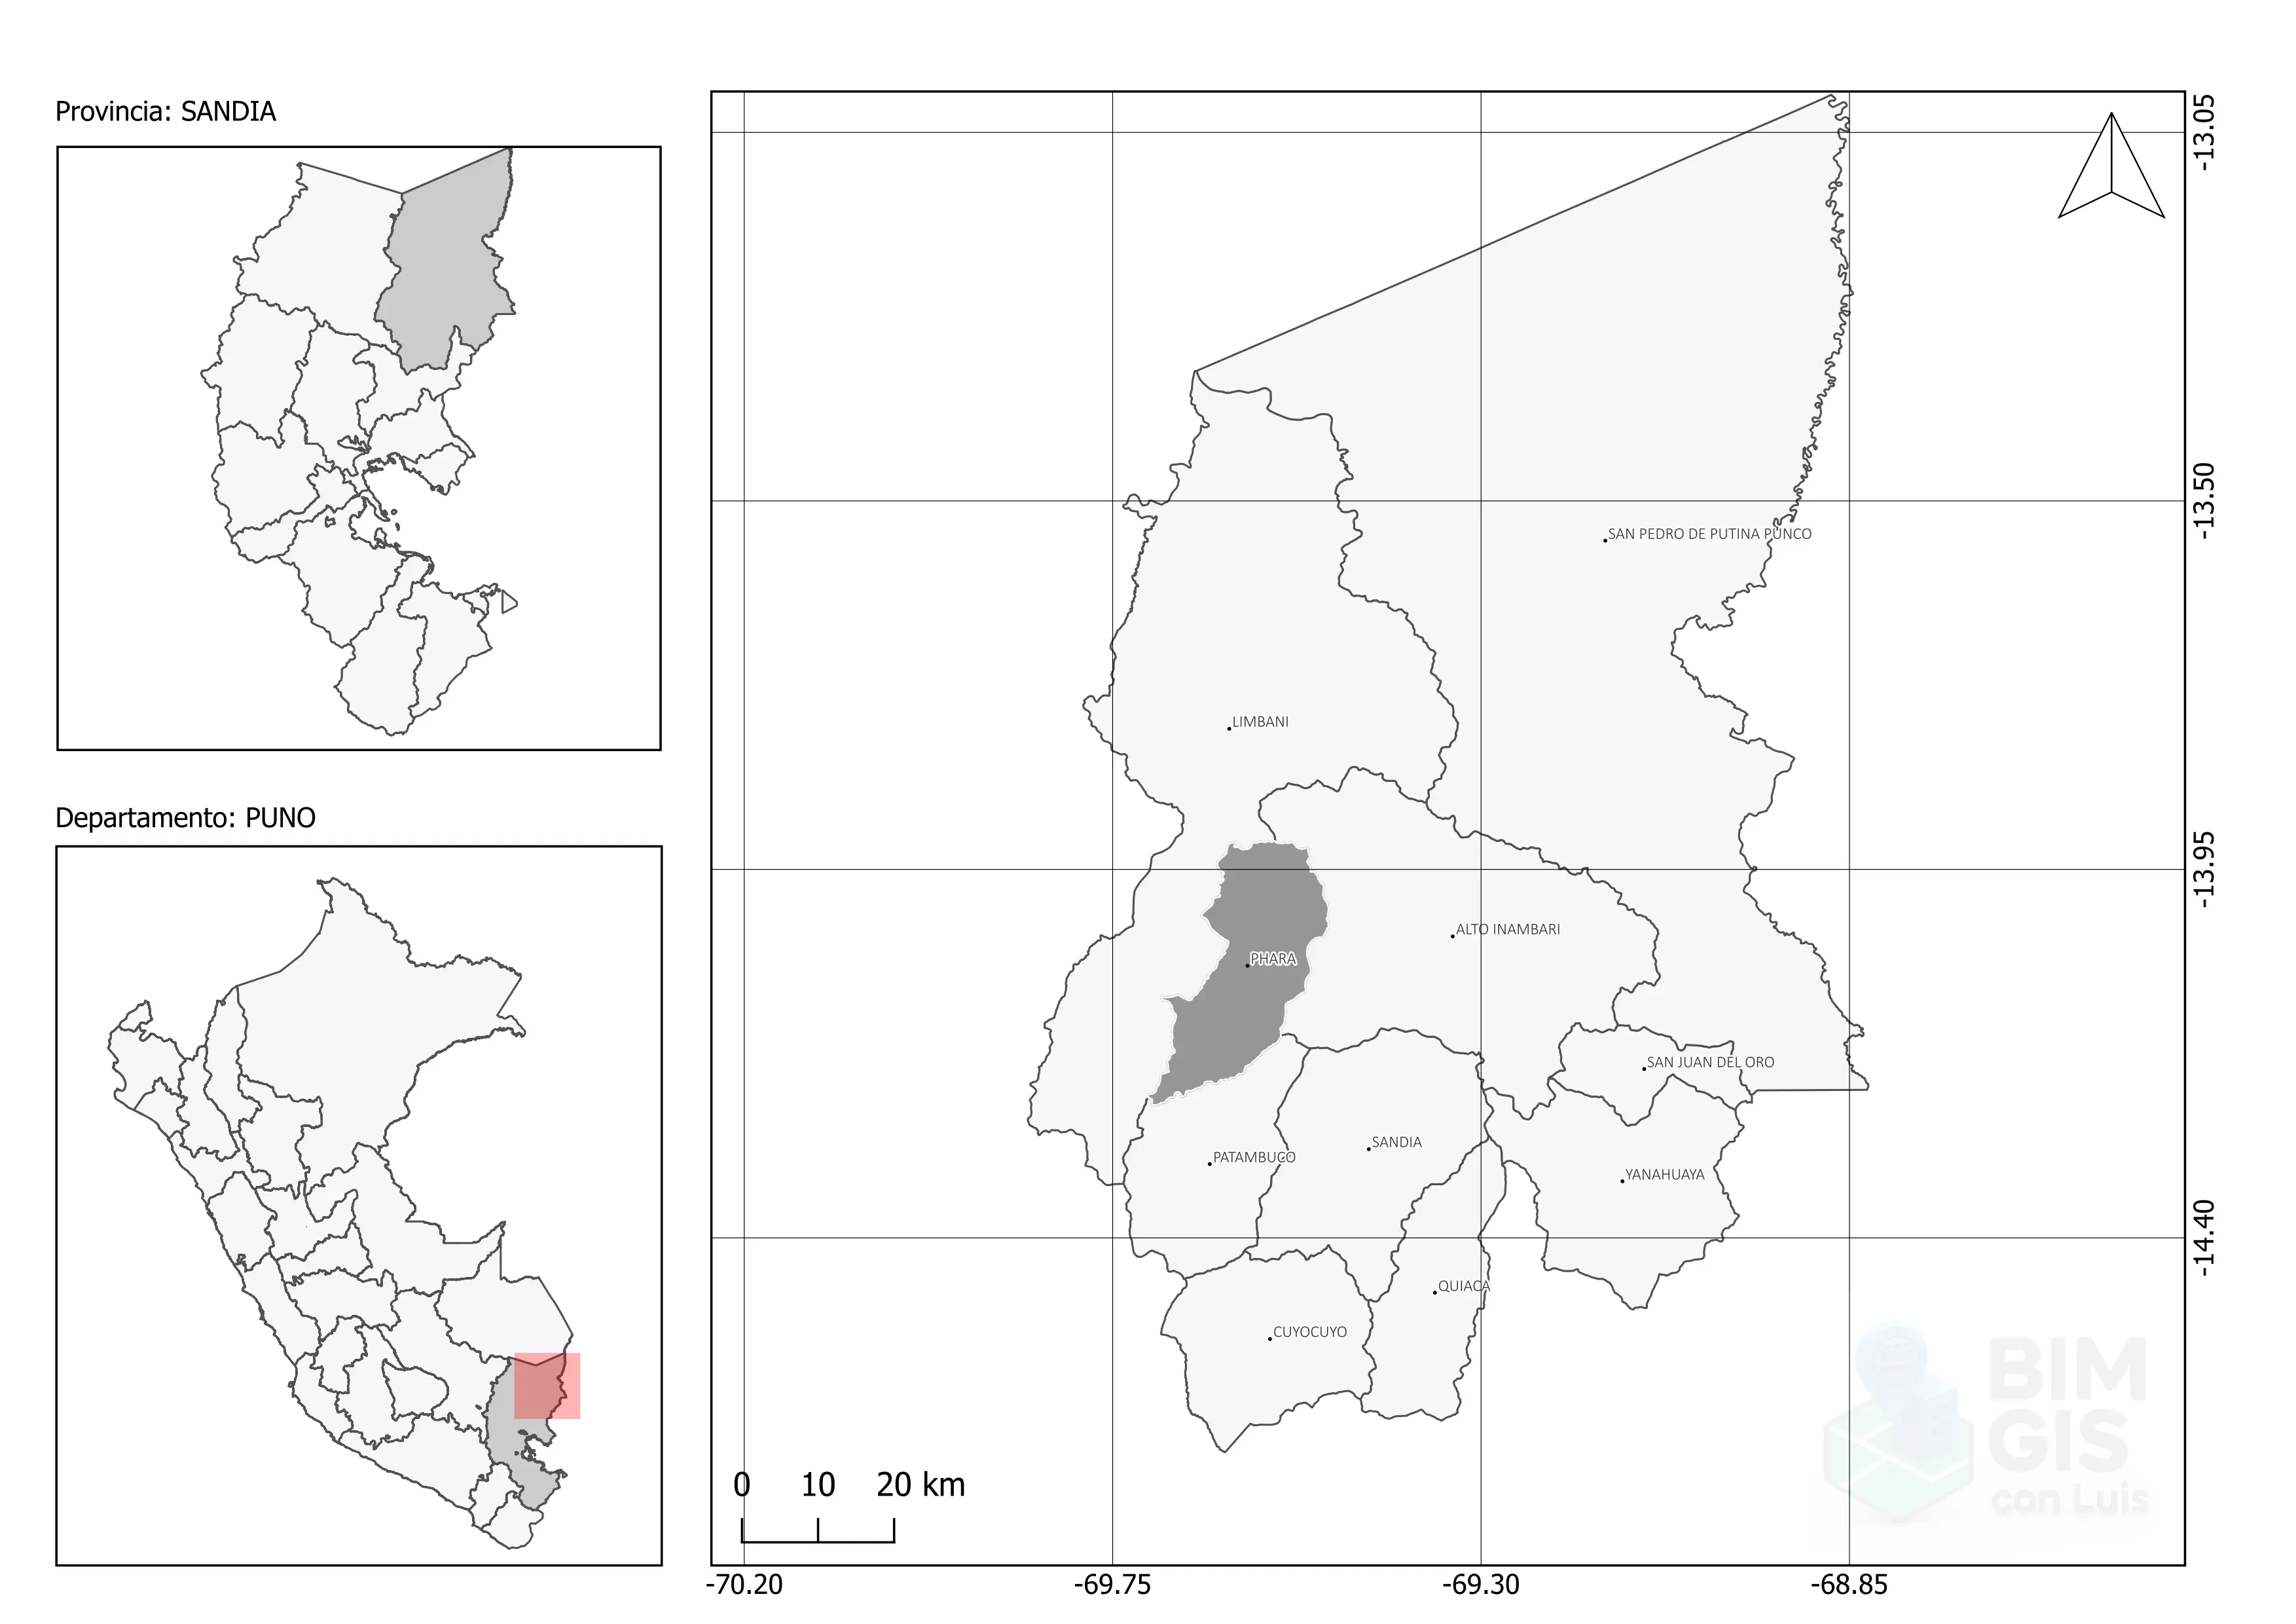 Provincia: SANDIA
Departamento: PUNO
SAN PEDRO DE PUTINA PUNCO
LIMBANI
ALTO INAMBARI
PHARA
SAN JUAN DEL ORO
SANDIA
PATAMBUCO
YANAHUAYA
QUIACA
CUYOCUYO
0 10 20 km
-70.20 -69.75 -69.30 -68.85
-13.05
-13.50
-13.95
-14.40
BIM
GIS
con Luis